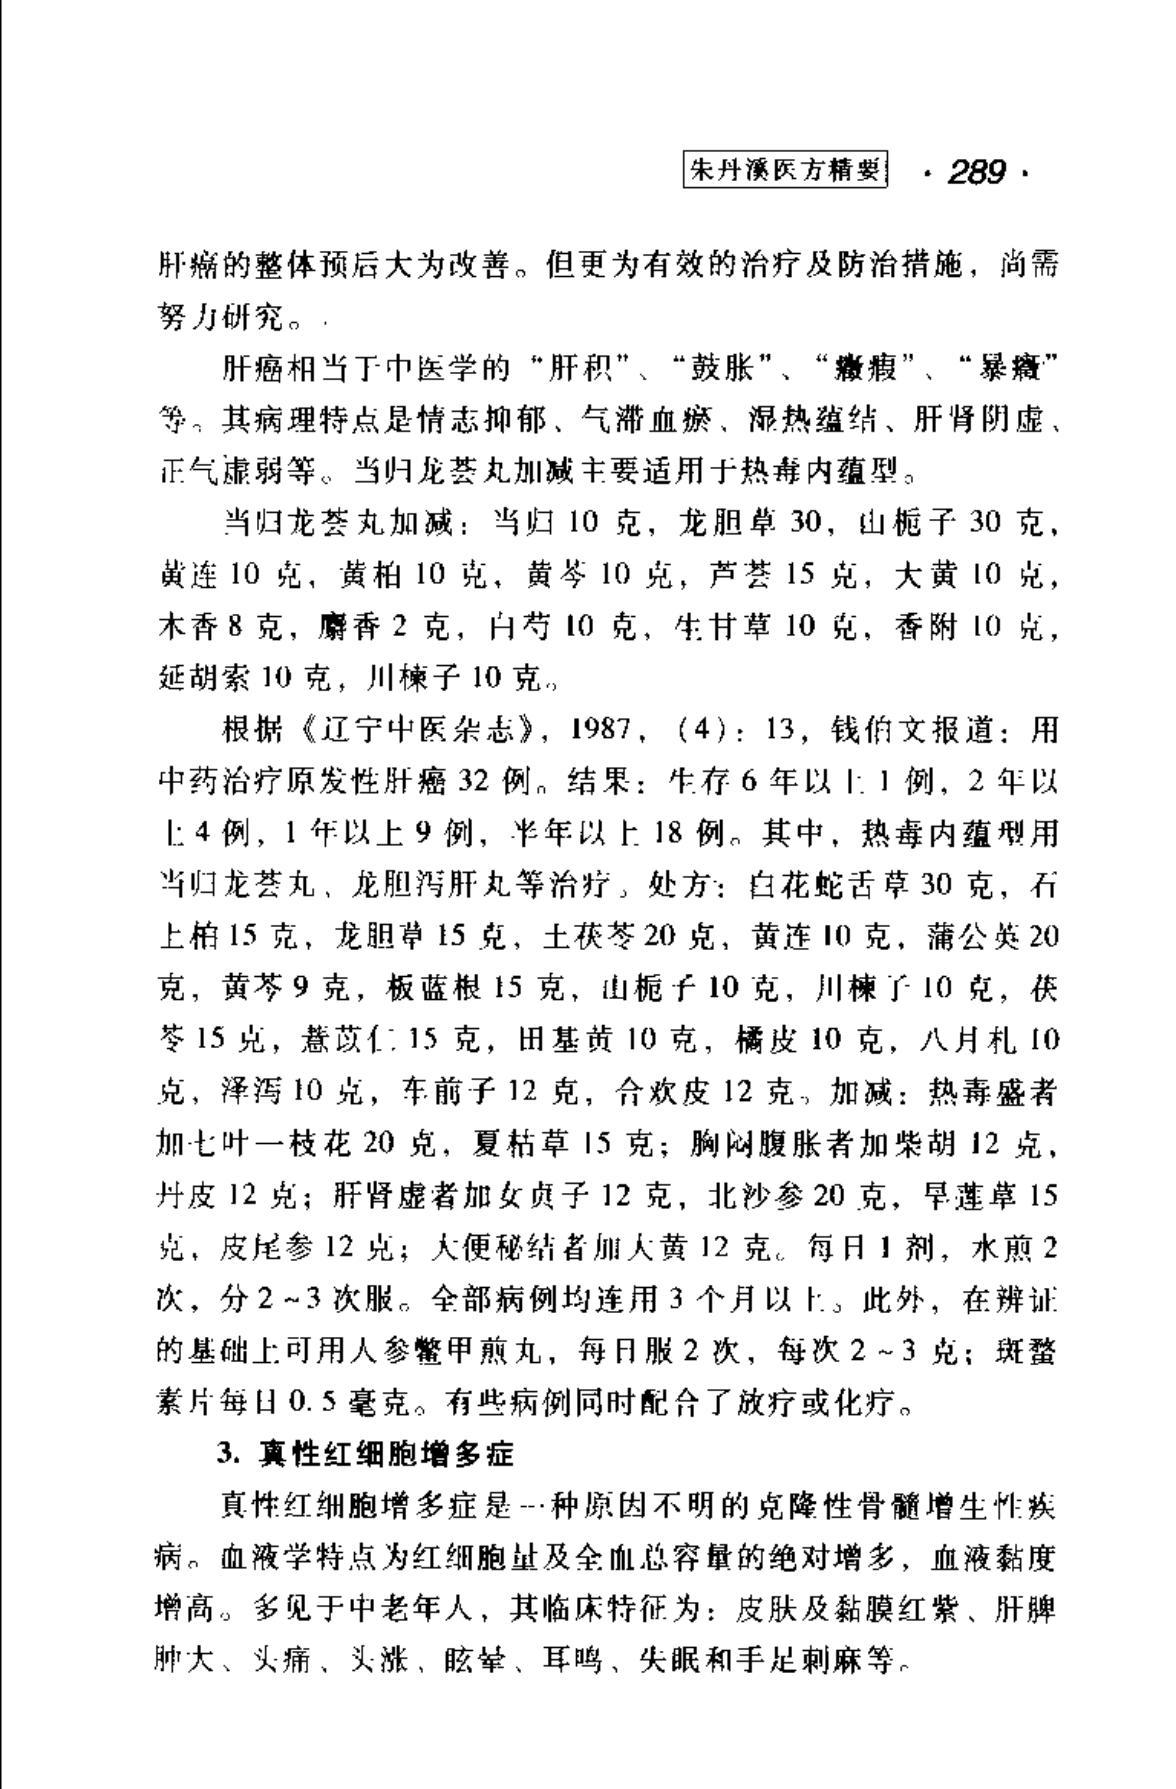 朱丹溪医方精要 · 289 ·
肝癌的整体预后大为改善。但更为有效的治疗及防治措施，尚需
努力研究。
肝癌相当于中医学的“肝积”、“鼓胀”、“癥瘕”、“暴癥”
等。其病理特点是情志抑郁、气滞血瘀、湿热蕴结、肝肾阴虚、
正气虚弱等。当归龙荟丸加减主要适用于热毒内蕴型。
当归龙荟丸加减：当归 10 克，龙胆草 30，山栀子 30 克，
黄连 10 克，黄柏 10 克，黄芩 10 克，芦荟 15 克，大黄 10 克，
木香 8 克，麝香 2 克，白芍 10 克，生甘草 10 克，香附 10 克，
延胡索 10 克，川楝子 10 克。
根据《辽宁中医杂志》，1987，（4）：13，钱伯文报道：用
中药治疗原发性肝癌 32 例。结果：生存 6 年以上 1 例，2 年以
上 4 例，1 年以上 9 例，半年以上 18 例。其中，热毒内蕴型用
当归龙荟丸、龙胆泻肝丸等治疗。处方：白花蛇舌草 30 克，石
上柏 15 克，龙胆草 15 克，土茯苓 20 克，黄连 10 克，蒲公英 20
克，黄芩 9 克，板蓝根 15 克，山栀子 10 克，川楝子 10 克，茯
苓 15 克，薏苡仁 15 克，田基黄 10 克，橘皮 10 克，八月札 10
克，泽泻 10 克，车前子 12 克，合欢皮 12 克。加减：热毒盛者
加七叶一枝花 20 克，夏枯草 15 克；胸闷腹胀者加柴胡 12 克，
丹皮 12 克；肝肾虚者加女贞子 12 克，北沙参 20 克，旱莲草 15
克，皮尾参 12 克；大便秘结者加大黄 12 克。每日 1 剂，水煎 2
次，分 2～3 次服。全部病例均连用 3 个月以上。此外，在辨证
的基础上可用人参鳖甲煎丸，每日服 2 次，每次 2～3 克；斑蝥
素片每日 0.5 毫克。有些病例同时配合了放疗或化疗。
3. 真性红细胞增多症
真性红细胞增多症是一种原因不明的克隆性骨髓增生性疾
病。血液学特点为红细胞量及全血总容量的绝对增多，血液黏度
增高。多见于中老年人，其临床特征为：皮肤及黏膜红紫、肝脾
肿大、头痛、头涨、眩晕、耳鸣、失眠和手足刺麻等。